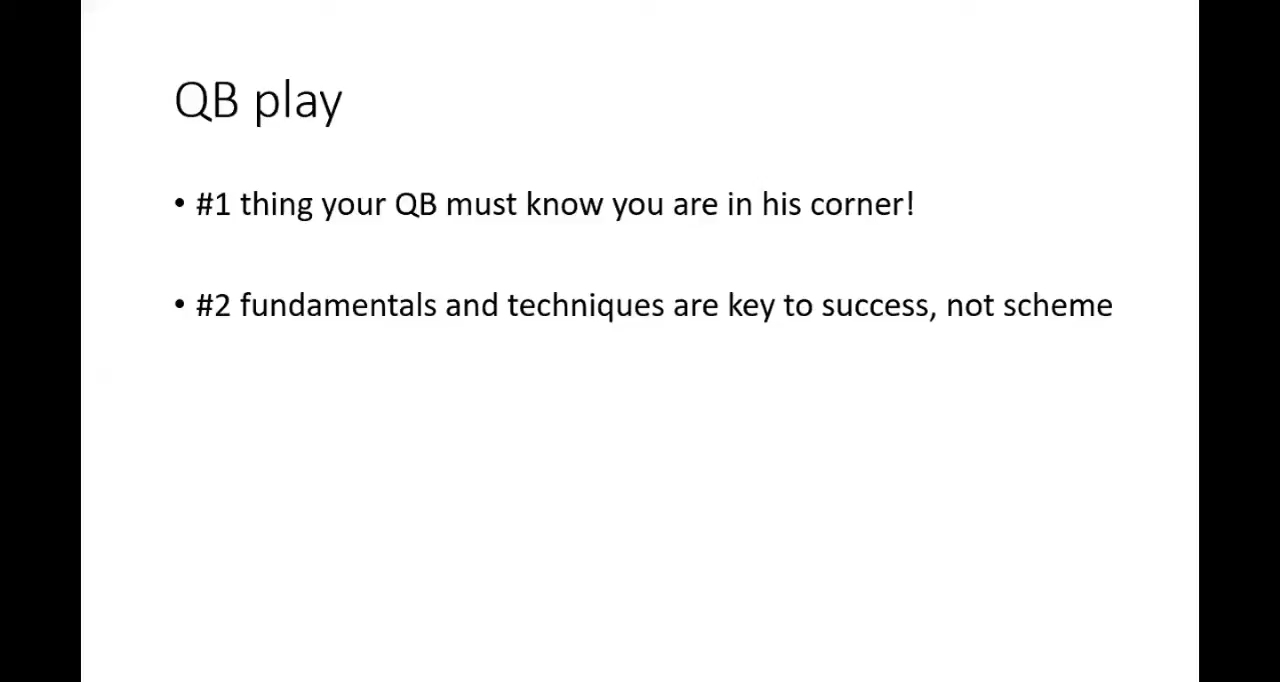 QB play
• #1 thing your QB must know you are in his corner!
• #2 fundamentals and techniques are key to success, not scheme